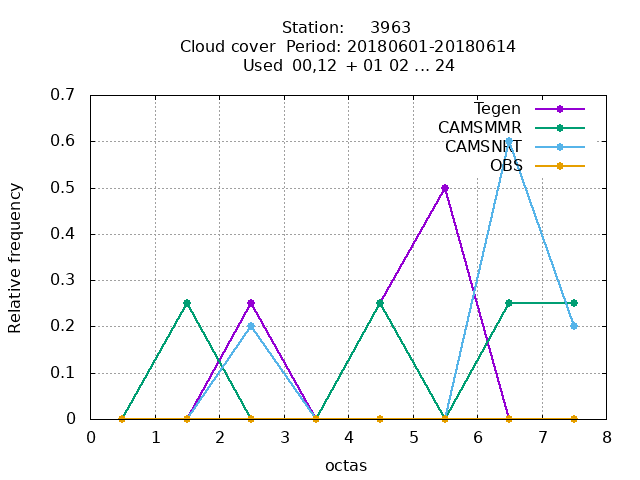 Station: 3963
Cloud cover Period: 20180601-20180614
Used 00,12 + 01 02 ... 24
0.7
0.6
0.5
0.4
0.3
0.2
0.1
0
Relative frequency
Tegen
CAMSMMR
OBS
0 1 2 3 4 5 6 7 8
octas